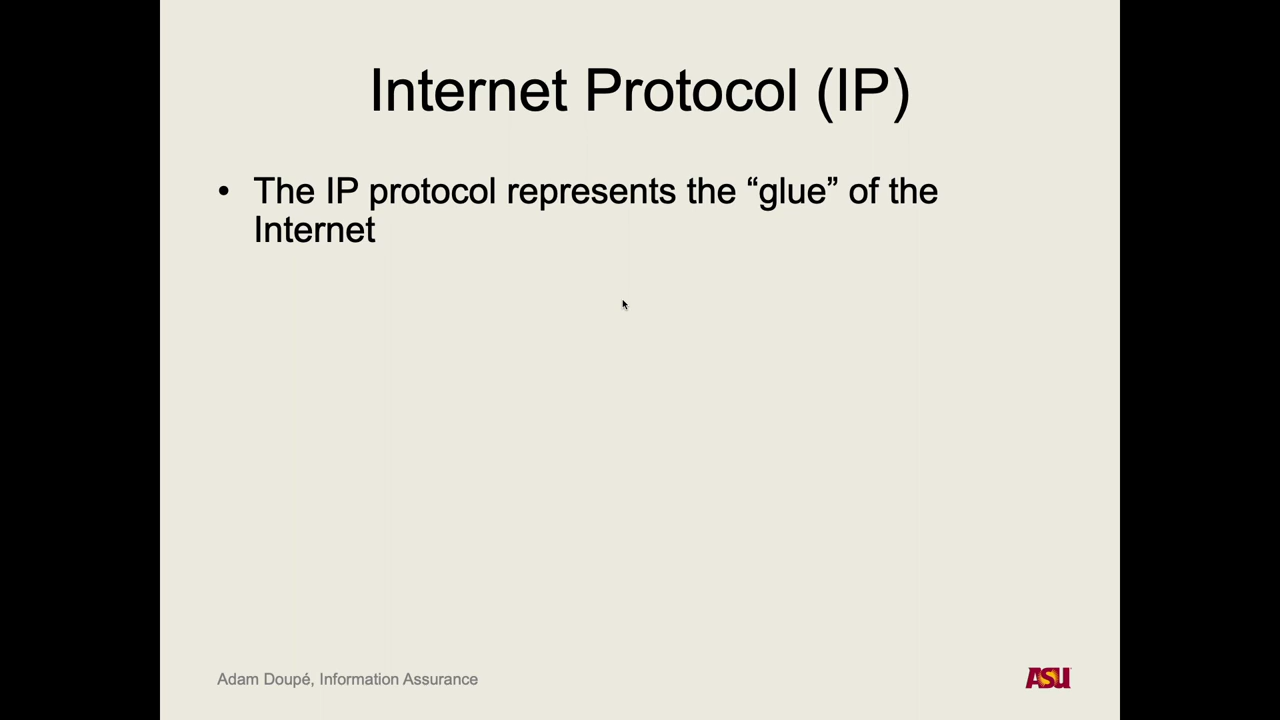 Internet Protocol (IP)
• The IP protocol represents the “glue” of the
Internet
Adam Doupé, Information Assurance
ASU